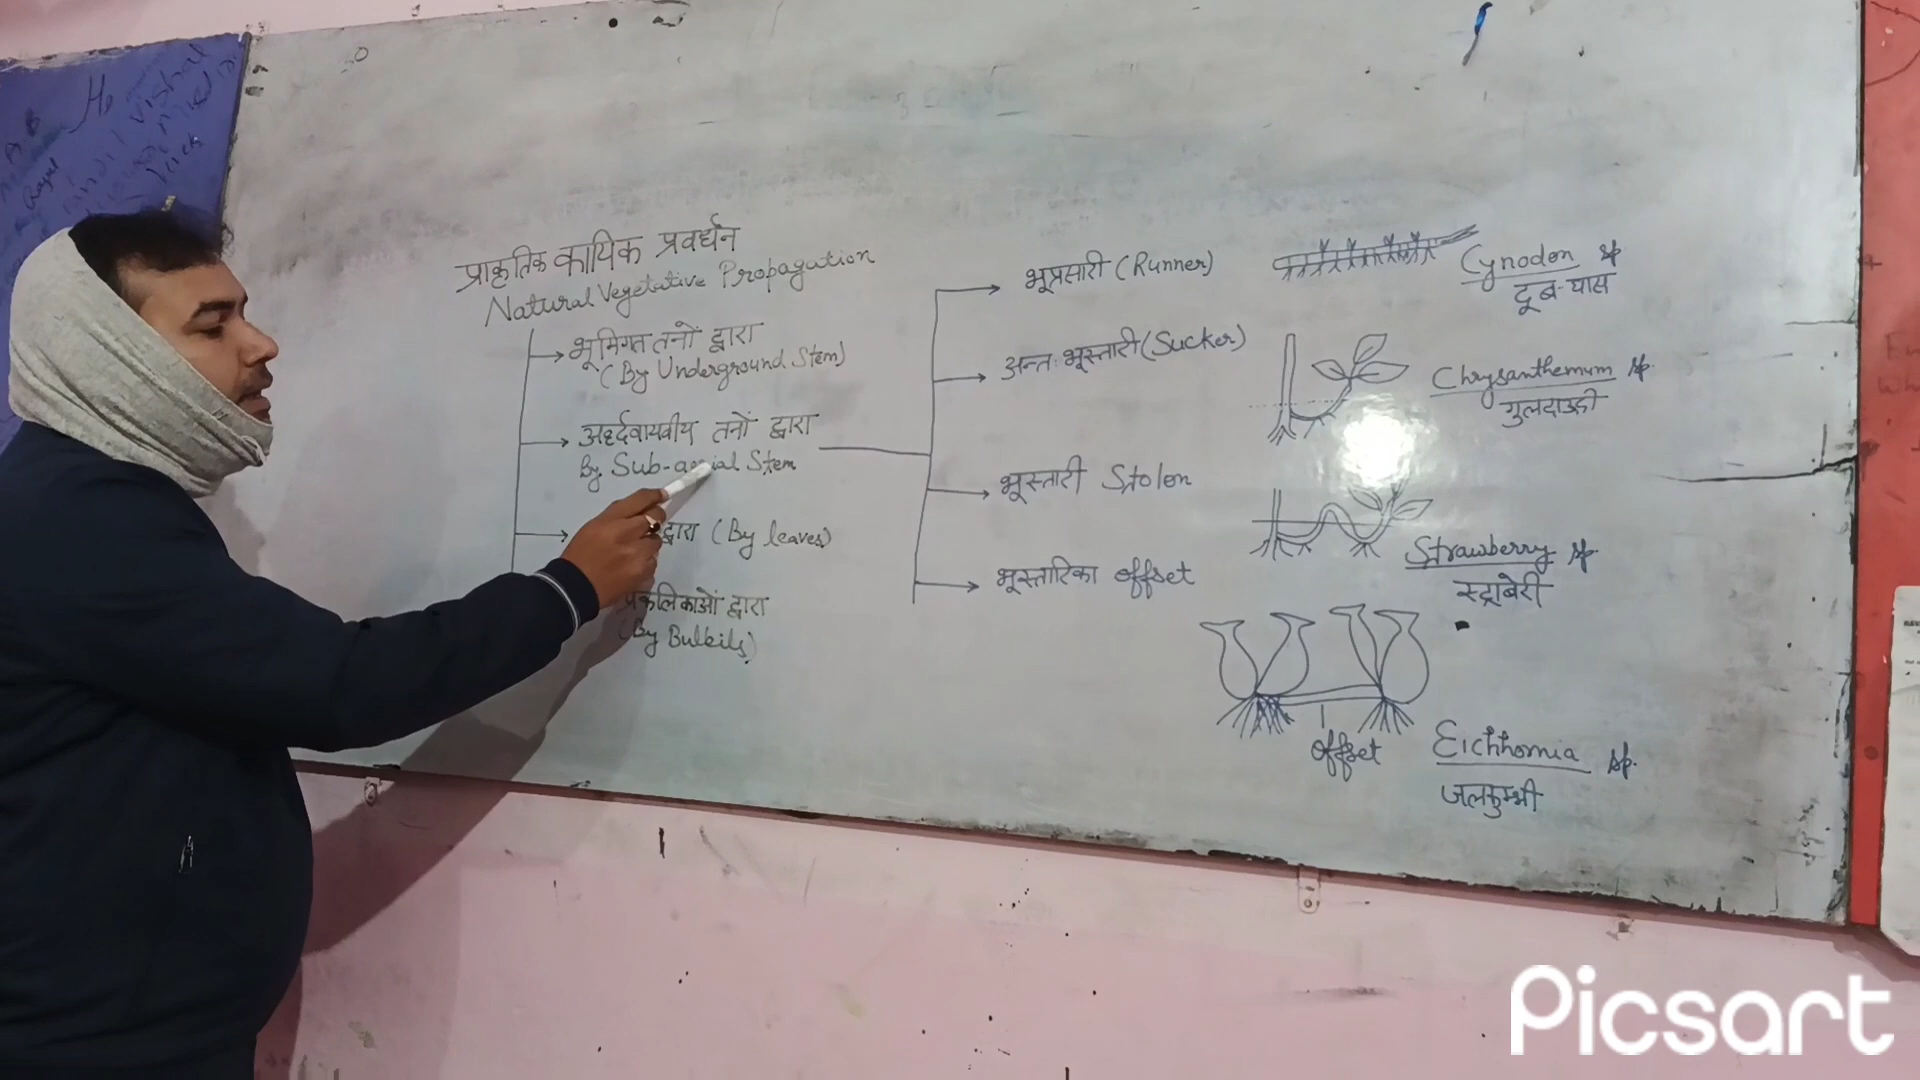 प्राकृतिक कायिक प्रवर्धन
Natural Vegetative Propagation
भूमिगत तनों द्वारा
(By Underground Stem)
अर्द्दवायवीय तनों द्वारा
By Sub-aerial Stem
द्वारा (By leaves)
प्रकलिकाओं द्वारा
(By Bulbils)
भूप्रसारी (Runner)
अन्तः भूस्तारी (Sucker)
भूस्तारी Stolen
भूस्तारिका offset
Cynodon sp
दूब-घास
Chrysanthemum sp.
गुलदाऊदी
Strawberry sp.
स्ट्राबेरी
offset
Eichhornia sp.
जलकुम्भी
Picsart